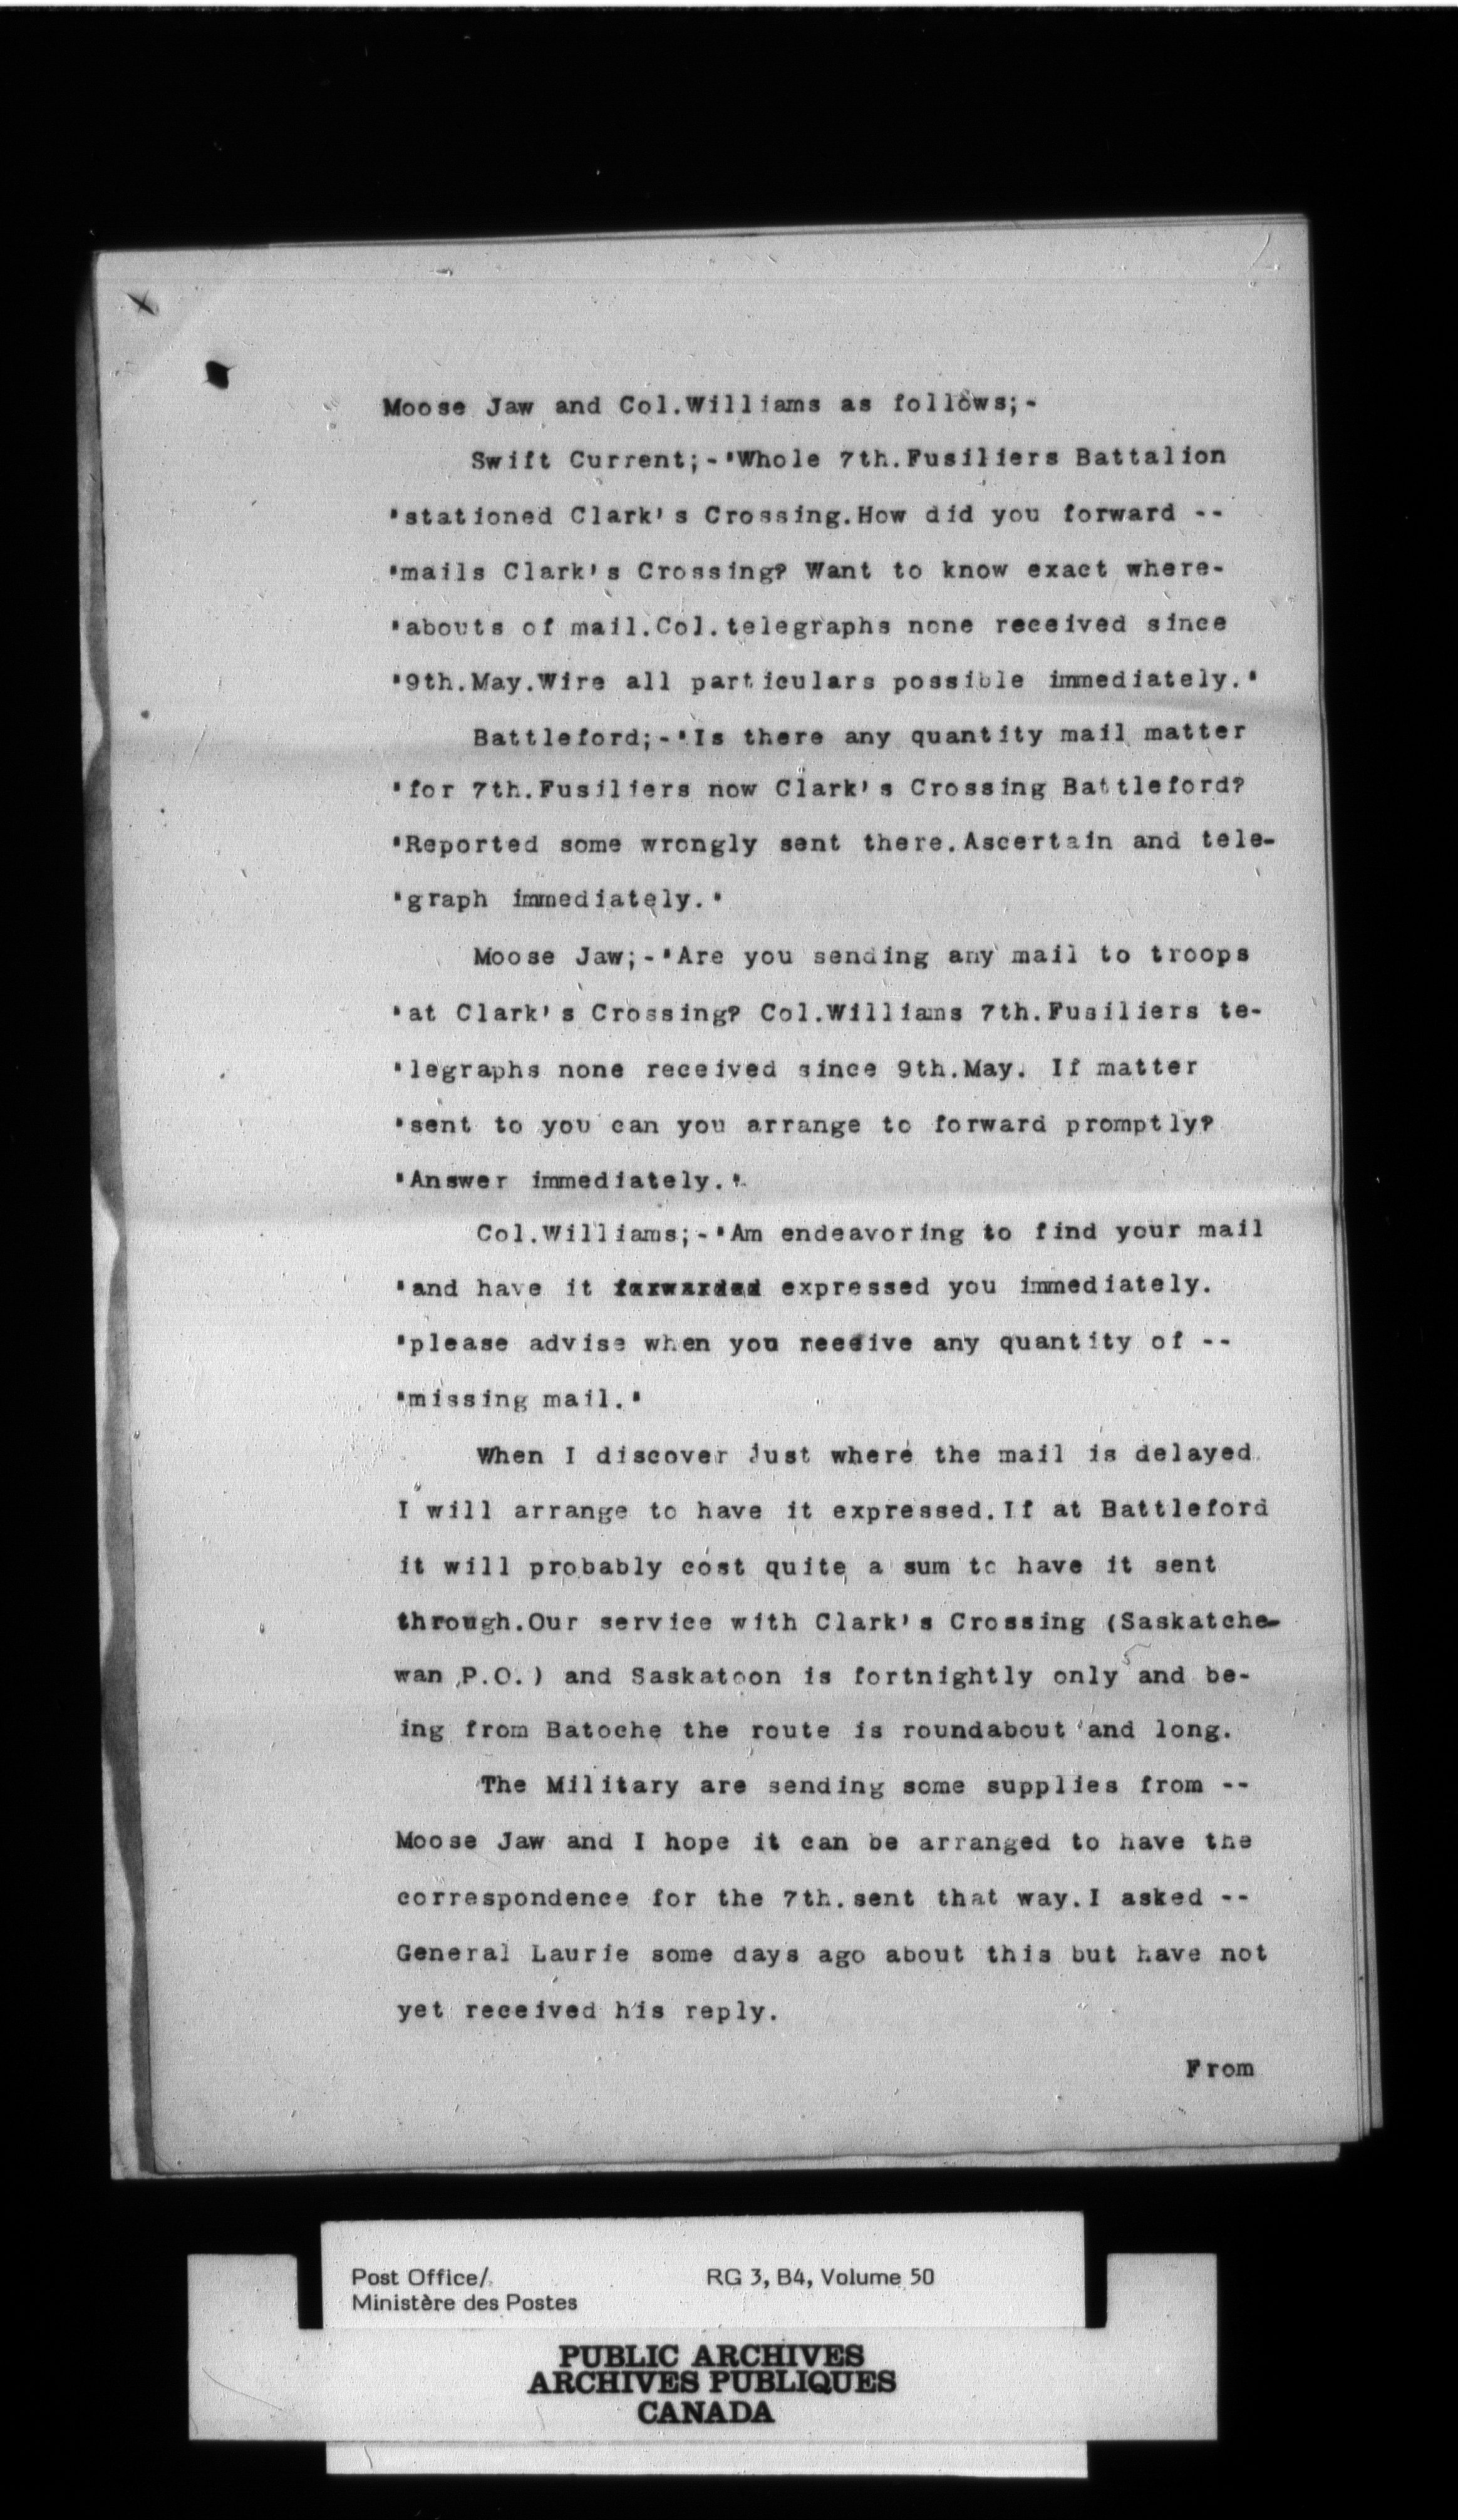 Moose Jaw and Col.Williams as follows;-
Swift Current;-"Whole 7th.Fusiliers Battalion
"stationed Clark's Crossing.How did you forward --
"mails Clark's Crossing? Want to know exact where-
"abouts of mail.Col.telegraphs none received since
"9th.May.Wire all particulars possible immediately."
Battleford;-"Is there any quantity mail matter
"for 7th.Fusiliers now Clark's Crossing Battleford?
"Reported some wrongly sent there.Ascertain and tele-
"graph immediately."
Moose Jaw;-"Are you sending any mail to troops
"at Clark's Crossing? Col.Williams 7th.Fusiliers te-
"legraphs none received since 9th.May. If matter
"sent to you can you arrange to forward promptly?
"Answer immediately."
Col.Williams;-"Am endeavoring to find your mail
"and have it forwarded expressed you immediately.
"please advise when you receive any quantity of --
"missing mail."
When I discover just where the mail is delayed
I will arrange to have it expressed.If at Battleford
it will probably cost quite a sum to have it sent
through.Our service with Clark's Crossing (Saskatche-
wan P.O.) and Saskatoon is fortnightly only and be-
ing from Batoche the route is roundabout and long.
The Military are sending some supplies from --
Moose Jaw and I hope it can be arranged to have the
correspondence for the 7th.sent that way.I asked --
General Laurie some days ago about this but have not
yet received his reply.
From
Post Office/ RG 3, B4, Volume 50
Ministère des Postes
PUBLIC ARCHIVES
ARCHIVES PUBLIQUES
CANADA